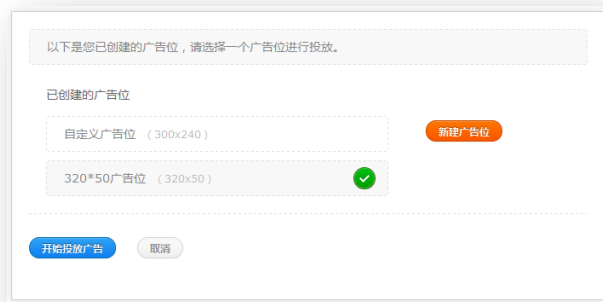 以下是您已创建的广告位，请选择一个广告位进行投放。
已创建的广告位
自定义广告位 （300x240）
新建广告位
320*50广告位 （320x50）
开始投放广告 取消